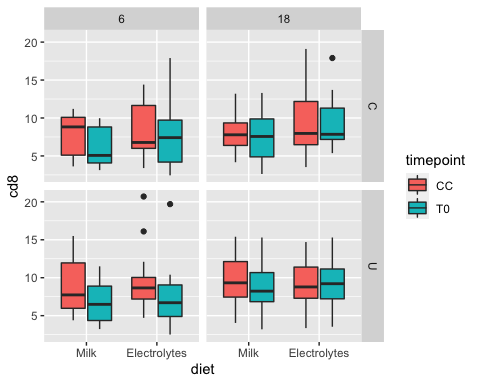 6
18
20
15
10
5
C
20
15
10
5
U
cd8
Milk
Electrolytes
Milk
Electrolytes
diet
timepoint
CC
T0